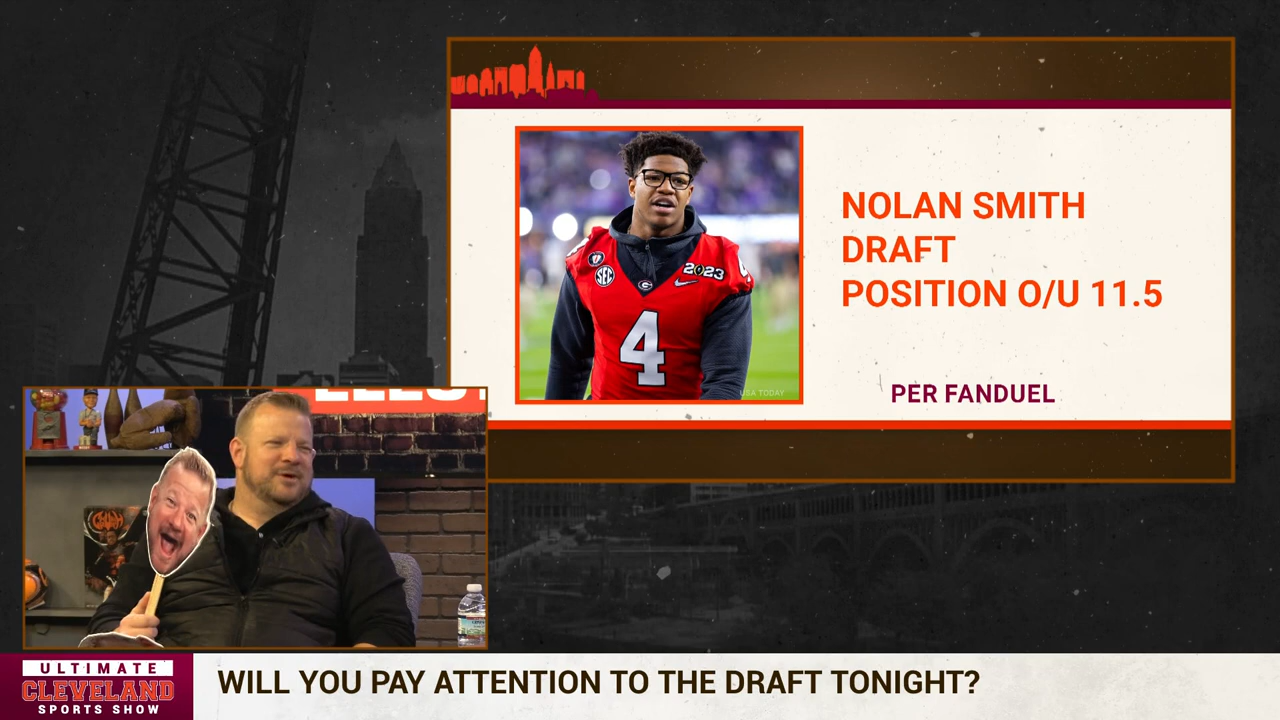 NOLAN SMITH
DRAFT
POSITION O/U 11.5
PER FANDUEL
SEC
2023
G
4
USA TODAY
ULTIMATE
CLEVELAND
SPORTS SHOW
WILL YOU PAY ATTENTION TO THE DRAFT TONIGHT?